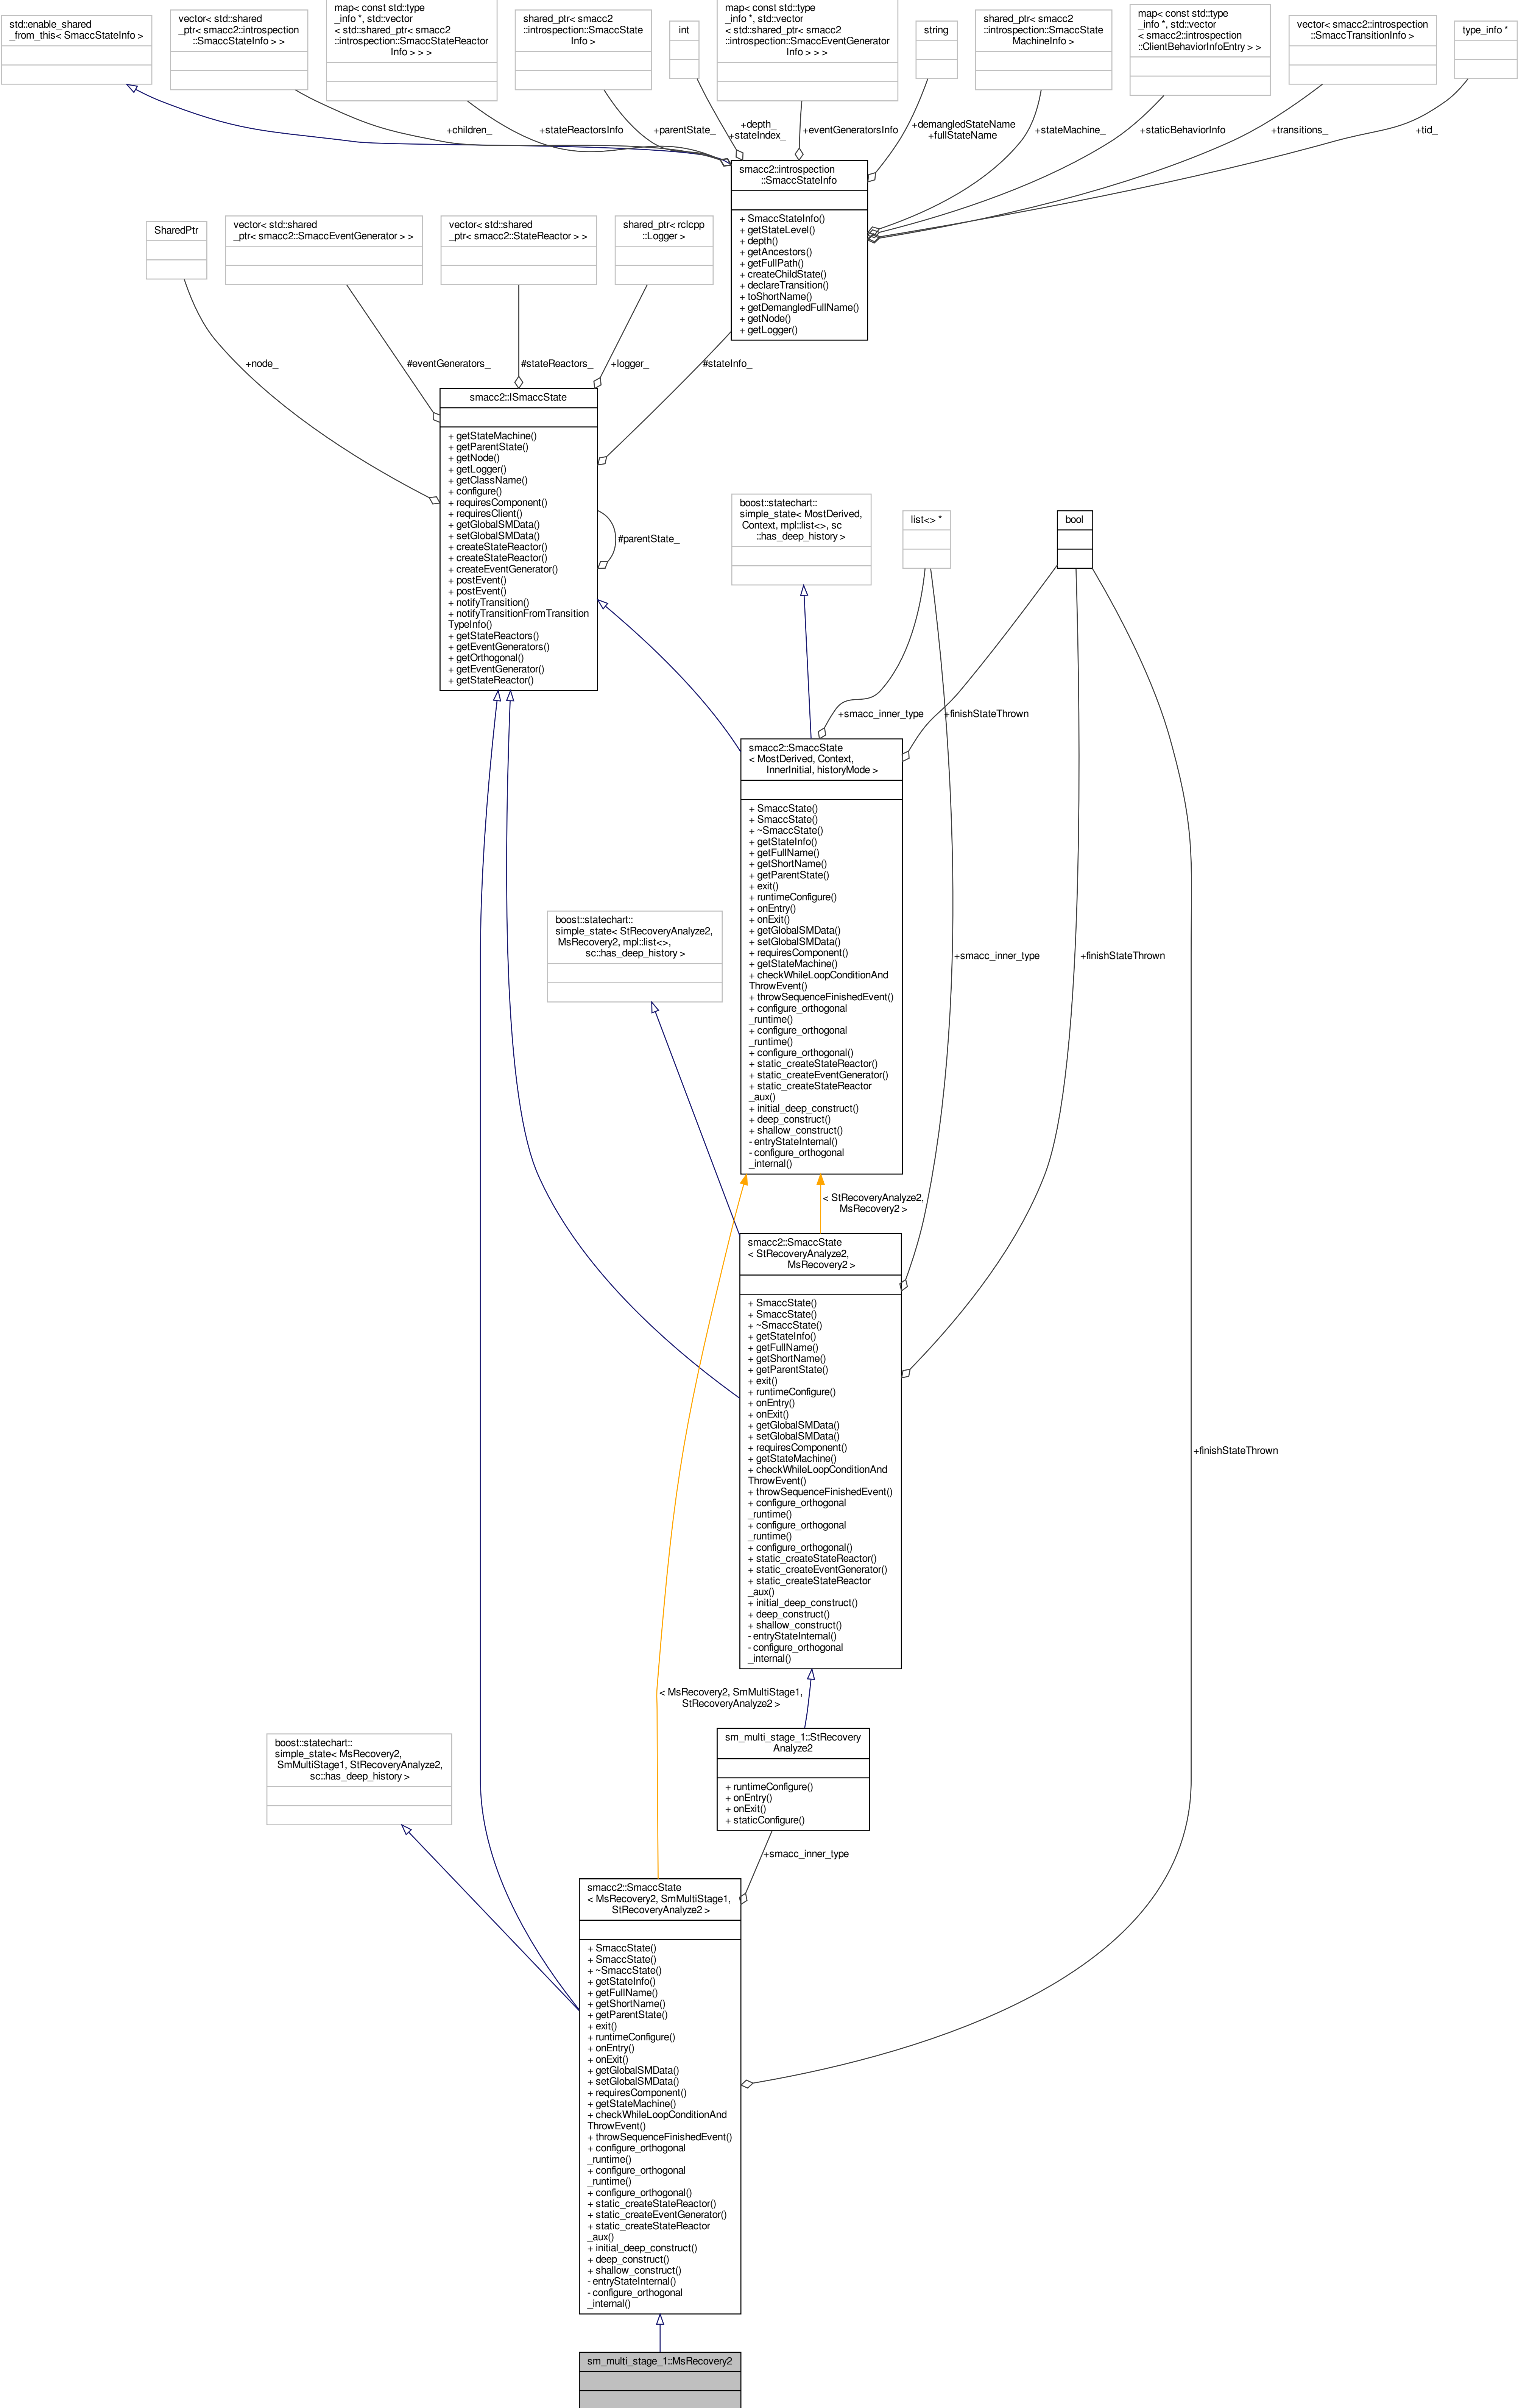 std::enable_shared
_from_this< SmaccStateInfo >
vector< std::shared
_ptr< smacc2::introspection
::SmaccStateInfo > >
map< const std::type
_info *, std::vector
< std::shared_ptr< smacc2
::introspection::SmaccStateReactor
Info > > >
shared_ptr< smacc2
::introspection::SmaccState
Info >
int
map< const std::type
_info *, std::vector
< std::shared_ptr< smacc2
::introspection::SmaccEventGenerator
Info > > >
string
shared_ptr< smacc2
::introspection::SmaccState
MachineInfo >
map< const std::type
_info *, std::vector
< smacc2::introspection
::ClientBehaviorInfoEntry > >
vector< smacc2::introspection
::SmaccTransitionInfo >
type_info *
+children_
+stateReactorsInfo
+parentState_
+depth_
+stateIndex_
+eventGeneratorsInfo
+demangledStateName
+fullStateName
+stateMachine_
+staticBehaviorInfo
+transitions_
+tid_
smacc2::introspection
::SmaccStateInfo
+ SmaccStateInfo()
+ getStateLevel()
+ depth()
+ getAncestors()
+ getFullPath()
+ createChildState()
+ declareTransition()
+ toShortName()
+ getDemangledFullName()
+ getNode()
+ getLogger()
SharedPtr
vector< std::shared
_ptr< smacc2::SmaccEventGenerator > >
vector< std::shared
_ptr< smacc2::StateReactor > >
shared_ptr< rclcpp
::Logger >
+node_
#eventGenerators_
#stateReactors_
+logger_
#stateInfo_
smacc2::ISmaccState
+ getStateMachine()
+ getParentState()
+ getNode()
+ getLogger()
+ getClassName()
+ configure()
+ requiresComponent()
+ requiresClient()
+ getGlobalSMData()
+ setGlobalSMData()
+ createStateReactor()
+ createStateReactor()
+ createEventGenerator()
+ postEvent()
+ postEvent()
+ notifyTransition()
+ notifyTransitionFromTransition
TypeInfo()
+ getStateReactors()
+ getEventGenerators()
+ getOrthogonal()
+ getEventGenerator()
+ getStateReactor()
#parentState_
boost::statechart::
simple_state< MostDerived,
Context, mpl::list<>, sc
::has_deep_history >
list<> *
bool
+smacc_inner_type
+finishStateThrown
smacc2::SmaccState
< MostDerived, Context,
InnerInitial, historyMode >
+ SmaccState()
+ SmaccState()
+ ~SmaccState()
+ getStateInfo()
+ getFullName()
+ getShortName()
+ getParentState()
+ exit()
+ runtimeConfigure()
+ onEntry()
+ onExit()
+ getGlobalSMData()
+ setGlobalSMData()
+ requiresComponent()
+ getStateMachine()
+ checkWhileLoopConditionAnd
ThrowEvent()
+ throwSequenceFinishedEvent()
+ configure_orthogonal
_runtime()
+ configure_orthogonal
_runtime()
+ configure_orthogonal()
+ static_createStateReactor()
+ static_createEventGenerator()
+ static_createStateReactor
_aux()
+ initial_deep_construct()
+ deep_construct()
+ shallow_construct()
- entryStateInternal()
- configure_orthogonal
_internal()
boost::statechart::
simple_state< StRecoveryAnalyze2,
MsRecovery2, mpl::list<>,
sc::has_deep_history >
+smacc_inner_type
+finishStateThrown
< StRecoveryAnalyze2,
MsRecovery2 >
smacc2::SmaccState
< StRecoveryAnalyze2,
MsRecovery2 >
+ SmaccState()
+ SmaccState()
+ ~SmaccState()
+ getStateInfo()
+ getFullName()
+ getShortName()
+ getParentState()
+ exit()
+ runtimeConfigure()
+ onEntry()
+ onExit()
+ getGlobalSMData()
+ setGlobalSMData()
+ requiresComponent()
+ getStateMachine()
+ checkWhileLoopConditionAnd
ThrowEvent()
+ throwSequenceFinishedEvent()
+ configure_orthogonal
_runtime()
+ configure_orthogonal
_runtime()
+ configure_orthogonal()
+ static_createStateReactor()
+ static_createEventGenerator()
+ static_createStateReactor
_aux()
+ initial_deep_construct()
+ deep_construct()
+ shallow_construct()
- entryStateInternal()
- configure_orthogonal
_internal()
+finishStateThrown
< MsRecovery2, SmMultiStage1,
StRecoveryAnalyze2 >
sm_multi_stage_1::StRecovery
Analyze2
+ runtimeConfigure()
+ onEntry()
+ onExit()
+ staticConfigure()
boost::statechart::
simple_state< MsRecovery2,
SmMultiStage1, StRecoveryAnalyze2,
sc::has_deep_history >
+smacc_inner_type
smacc2::SmaccState
< MsRecovery2, SmMultiStage1,
StRecoveryAnalyze2 >
+ SmaccState()
+ SmaccState()
+ ~SmaccState()
+ getStateInfo()
+ getFullName()
+ getShortName()
+ getParentState()
+ exit()
+ runtimeConfigure()
+ onEntry()
+ onExit()
+ getGlobalSMData()
+ setGlobalSMData()
+ requiresComponent()
+ getStateMachine()
+ checkWhileLoopConditionAnd
ThrowEvent()
+ throwSequenceFinishedEvent()
+ configure_orthogonal
_runtime()
+ configure_orthogonal
_runtime()
+ configure_orthogonal()
+ static_createStateReactor()
+ static_createEventGenerator()
+ static_createStateReactor
_aux()
+ initial_deep_construct()
+ deep_construct()
+ shallow_construct()
- entryStateInternal()
- configure_orthogonal
_internal()
sm_multi_stage_1::MsRecovery2